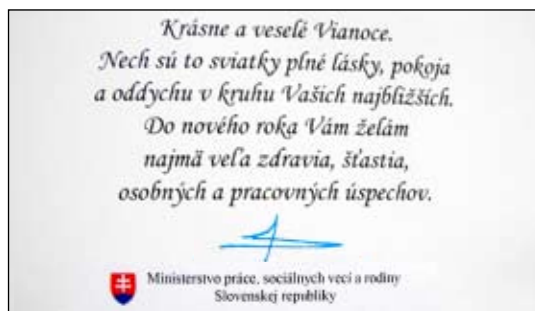 Krásne a veselé Vianoce.
Nech sú to sviatky plné lásky, pokoja
a oddychu v kruhu Vašich najbližších.
Do nového roka Vám želám
najmä veľa zdravia, šťastia,
osobných a pracovných úspechov.
Ministerstvo práce, sociálnych vecí a rodiny
Slovenskej republiky